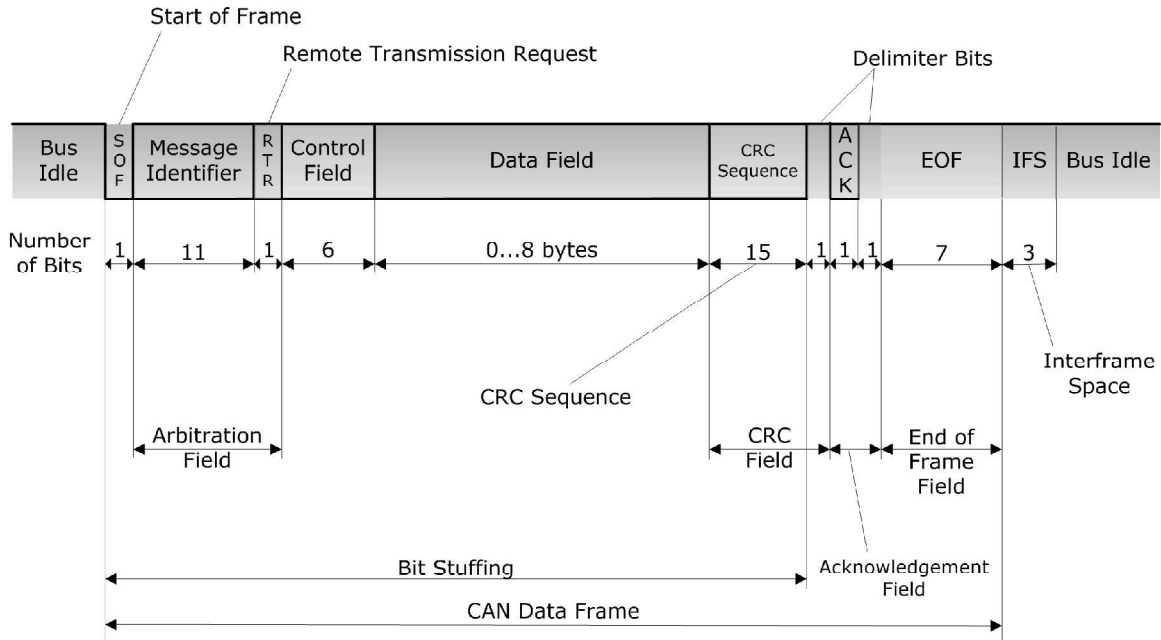 Start of Frame
Remote Transmission Request
Delimiter Bits
Bus
Idle
S
O
F
Message
Identifier
R
T
R
Control
Field
Data Field
CRC
Sequence
A
C
K
EOF
IFS
Bus Idle
Number
of Bits
1
11
1
6
0...8 bytes
15
1
1
1
7
3
CRC Sequence
Interframe
Space
Arbitration
Field
CRC
Field
End of
Frame
Field
Bit Stuffing
Acknowledgement
Field
CAN Data Frame